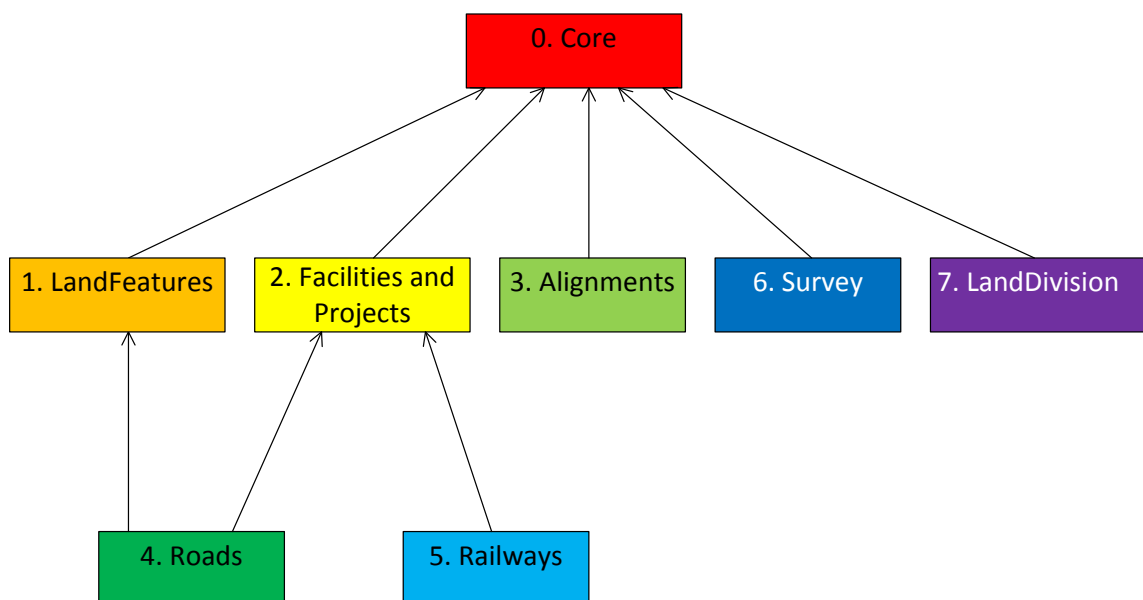 0. Core
1. LandFeatures
2. Facilities and
Projects
3. Alignments
6. Survey
7. LandDivision
4. Roads
5. Railways